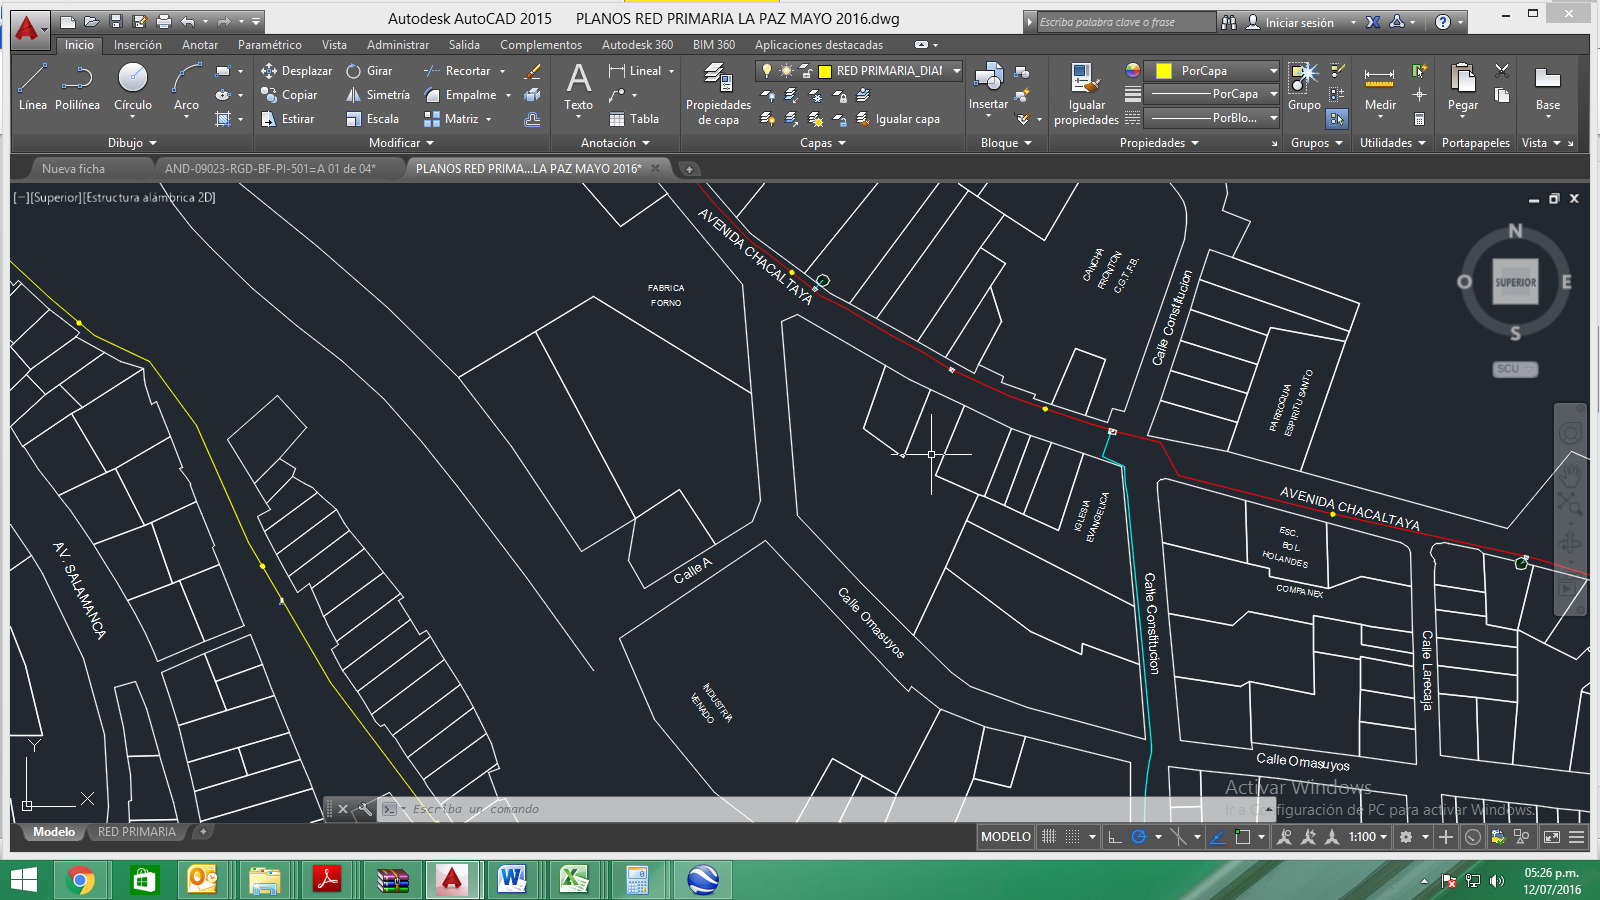 Autodesk AutoCAD 2015 PLANOS RED PRIMARIA LA PAZ MAYO 2016.dwg
Escriba palabra clave o frase
Iniciar sesión
Inicio Inserción Anotar Paramétrico Vista Administrar Salida Complementos Autodesk 360 BIM 360 Aplicaciones destacadas
Línea Polilínea Círculo Arco
Desplazar Girar Recortar
Copiar Simetría Empalme
Estirar Escala Matriz
Texto Lineal
Tabla
Propiedades de capa
RED PRIMARIA_DIAM
Igualar capa
Insertar
Igualar propiedades
PorCapa
PorCapa
PorBlo...
Grupo Medir Pegar Base
Dibujo Modificar Anotación Capas Bloque Propiedades Grupos Utilidades Portapapeles Vista
Nueva ficha AND-09023-RGD-BF-PI-501=A 01 de 04* PLANOS RED PRIMA...LA PAZ MAYO 2016*
[−][Superior][Estructura alámbrica 2D]
N
O SUPERIOR E
S
SCU
AVENIDA CHACALTAYA
FABRICA
FORNO
CANCHA
FRONTON
C.G.T.F.B.
Calle Constitucion
PARROQUIA
ESPIRITU SANTO
AVENIDA CHACALTAYA
IGLESIA
EVANGELICA
ESC.
BOL
HOLANDES
COMPANEX
AV. SALAMANCA
Calle A
Calle Omasuyos
Calle Constitucion
Calle Larecaja
INDUSTRIA
VENADO
Calle Omasuyos
Y
X
Activar Windows
Ir a Configuración de PC para activar Windows.
Escriba un comando
Modelo RED PRIMARIA
MODELO 1:100
05:26 p.m.
12/07/2016